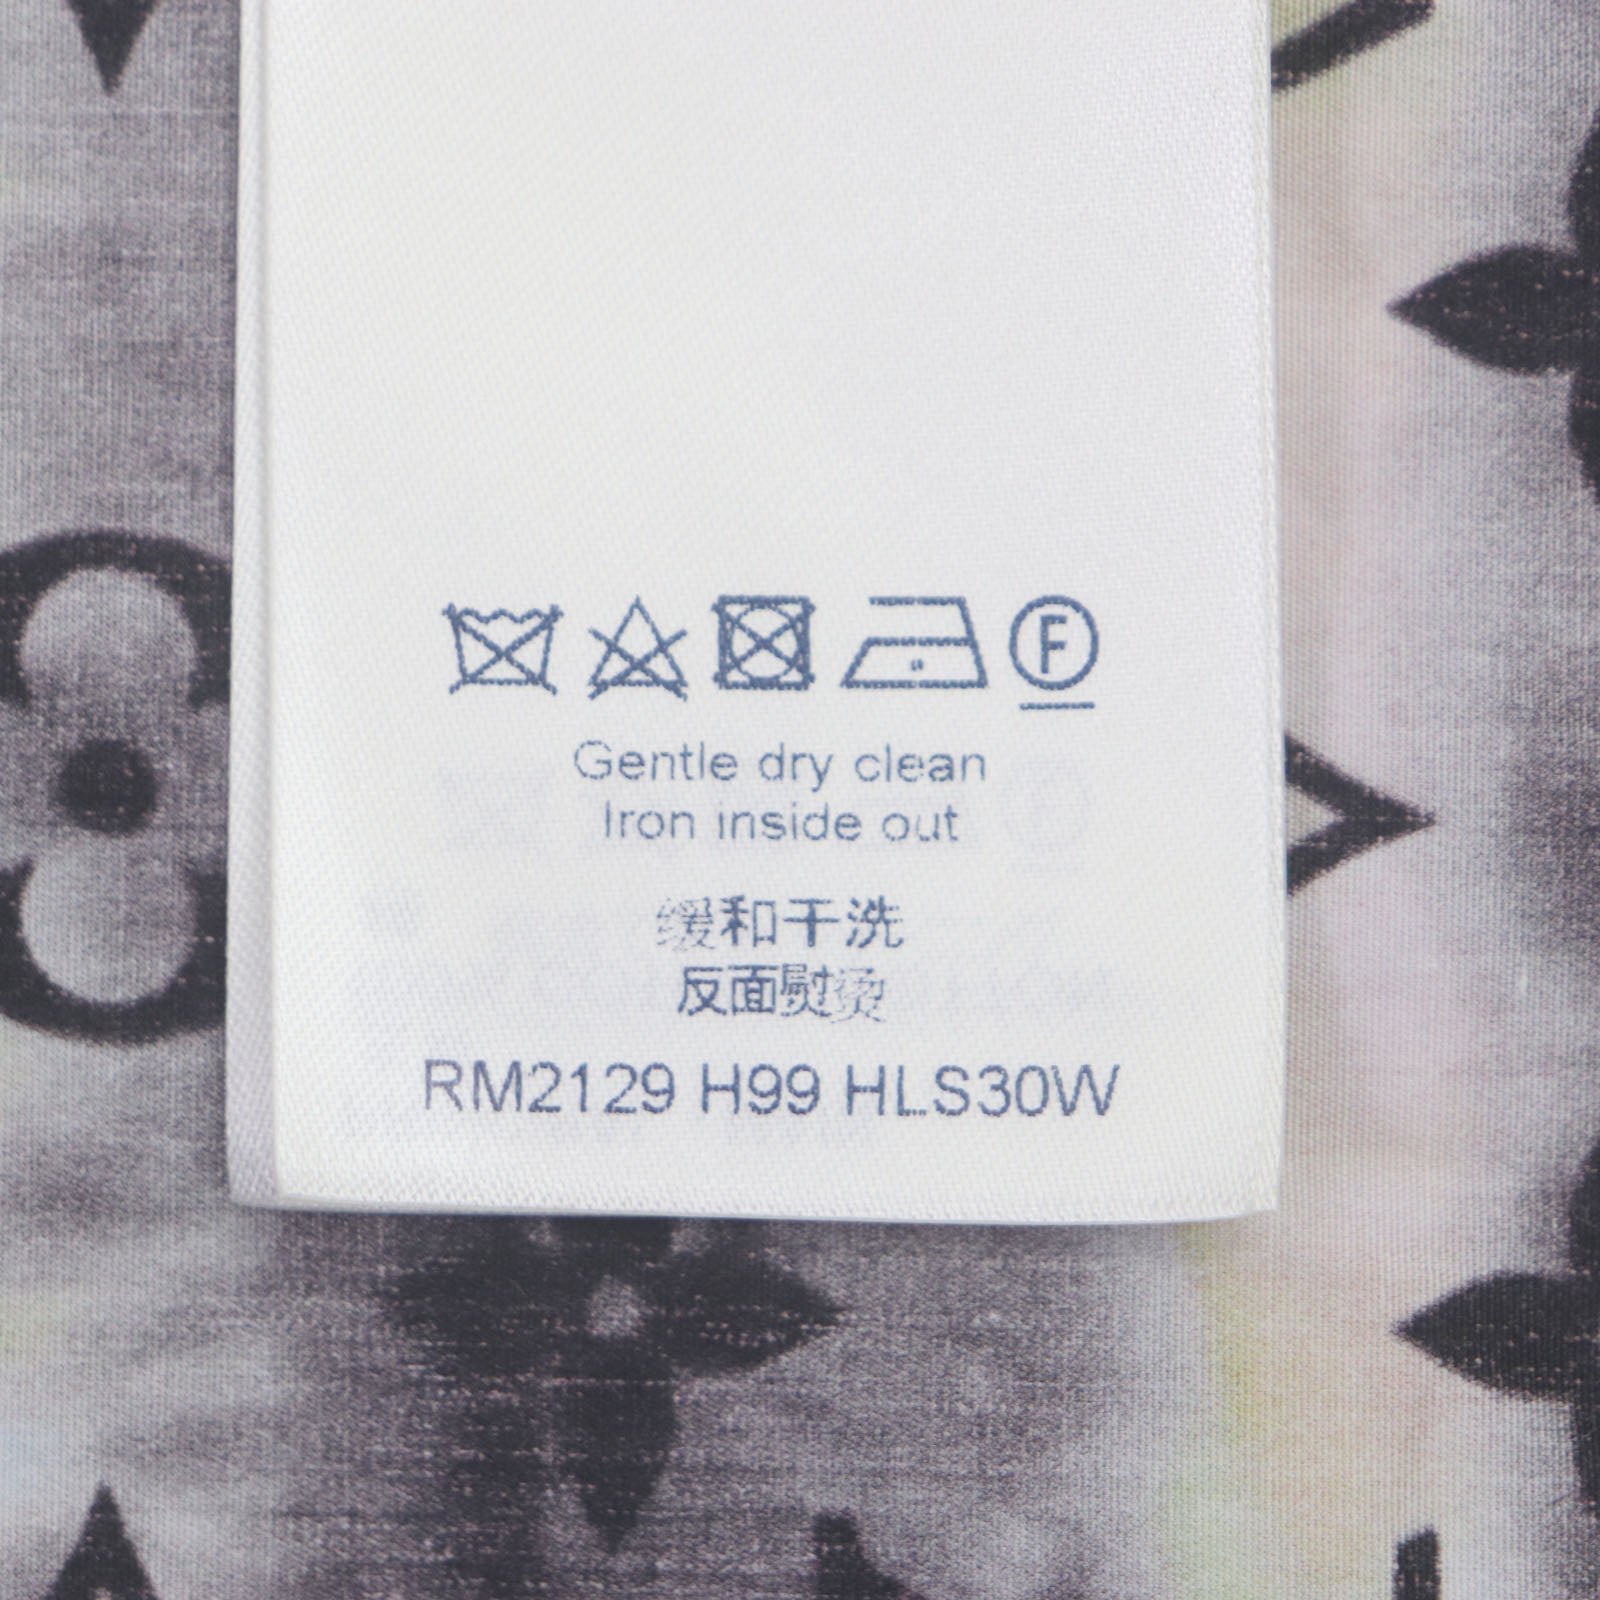 F
Gentle dry clean
Iron inside out
缓和干洗
反面熨烫
RM2129 H99 HLS30W